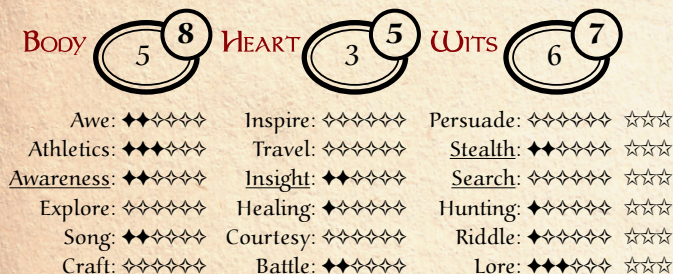 Body 5 8 Heart 3 5 Wits 6 7
Awe: ✦✦✧✧✧✧ Inspire: ✧✧✧✧✧✧ Persuade: ✧✧✧✧✧✧ ☆☆☆
Athletics: ✦✦✦✧✧✧ Travel: ✧✧✧✧✧✧ Stealth: ✦✦✧✧✧✧ ☆☆☆
Awareness: ✦✦✧✧✧✧ Insight: ✦✦✧✧✧✧ Search: ✧✧✧✧✧✧ ☆☆☆
Explore: ✧✧✧✧✧✧ Healing: ✦✧✧✧✧✧ Hunting: ✦✧✧✧✧✧ ☆☆☆
Song: ✦✦✧✧✧✧ Courtesy: ✧✧✧✧✧✧ Riddle: ✦✧✧✧✧✧ ☆☆☆
Craft: ✧✧✧✧✧✧ Battle: ✦✦✧✧✧✧ Lore: ✦✦✦✧✧✧ ☆☆☆